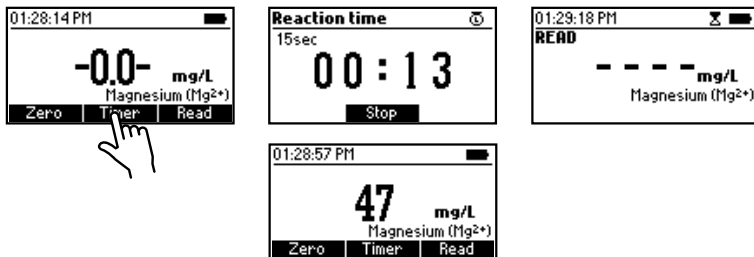 01:28:14 PM
-0.0- mg/L
Magnesium (Mg²⁺)
Zero Timer Read
Reaction time
15sec
00:13
Stop
01:29:18 PM
READ
- - - - mg/L
Magnesium (Mg²⁺)
01:28:57 PM
47 mg/L
Magnesium (Mg²⁺)
Zero Timer Read